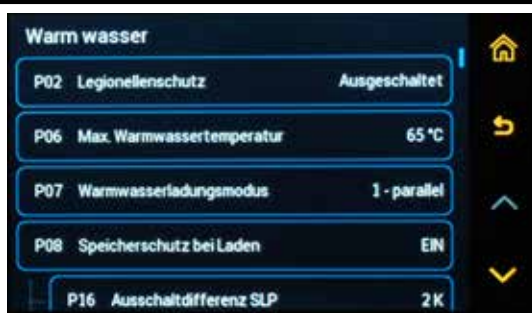 Warm wasser
P02 Legionellenschutz Ausgeschaltet
P06 Max. Warmwassertemperatur 65 °C
P07 Warmwasserladungsmodus 1 - parallel
P08 Speicherschutz bei Laden EIN
P16 Ausschaltdifferenz SLP 2 K